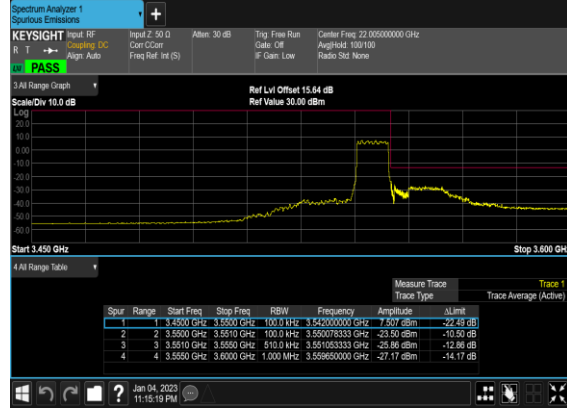 Spectrum Analyzer 1
Spurious Emissions
KEYSIGHT Input: RF Input Z: 50 Ω Atten: 30 dB Trig: Free Run Center Freq: 22.005000000 GHz
R T Coupling: DC Corr CCorr Gate: Off Avg|Hold: 100/100
Align: Auto Freq Ref: Int (S) IF Gain: Low Radio Std: None
LW PASS
3 All Range Graph
Ref Lvl Offset 15.64 dB
Scale/Div 10.0 dB Ref Value 30.00 dBm
Log
20.0
10.0
0.00
-10.0
-20.0
-30.0
-40.0
-50.0
-60.0
Start 3.450 GHz Stop 3.600 GHz
4 All Range Table
Measure Trace Trace 1
Trace Type Trace Average (Active)
Spur Range Start Freq Stop Freq RBW Frequency Amplitude ΔLimit
1 1 3.4500 GHz 3.5500 GHz 100.0 kHz 3.542000000 GHz 7.507 dBm -22.49 dB
2 2 3.5500 GHz 3.5510 GHz 100.0 kHz 3.550078333 GHz -23.50 dBm -10.50 dB
3 3 3.5510 GHz 3.5550 GHz 510.0 kHz 3.551053333 GHz -25.86 dBm -12.86 dB
4 4 3.5550 GHz 3.6000 GHz 1.000 MHz 3.559650000 GHz -27.17 dBm -14.17 dB
? Jan 04, 2023
11:15:19 PM